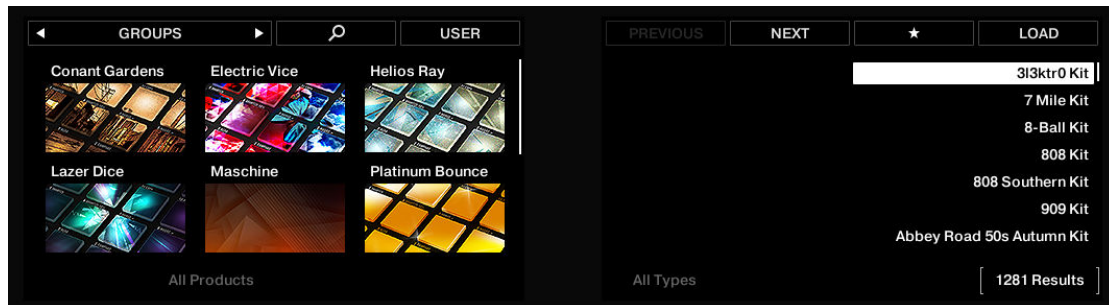 GROUPS USER
Conant Gardens Electric Vice Helios Ray
Lazer Dice Maschine Platinum Bounce
All Products
PREVIOUS NEXT ★ LOAD
3l3ktr0 Kit
7 Mile Kit
8-Ball Kit
808 Kit
808 Southern Kit
909 Kit
Abbey Road 50s Autumn Kit
All Types 1281 Results